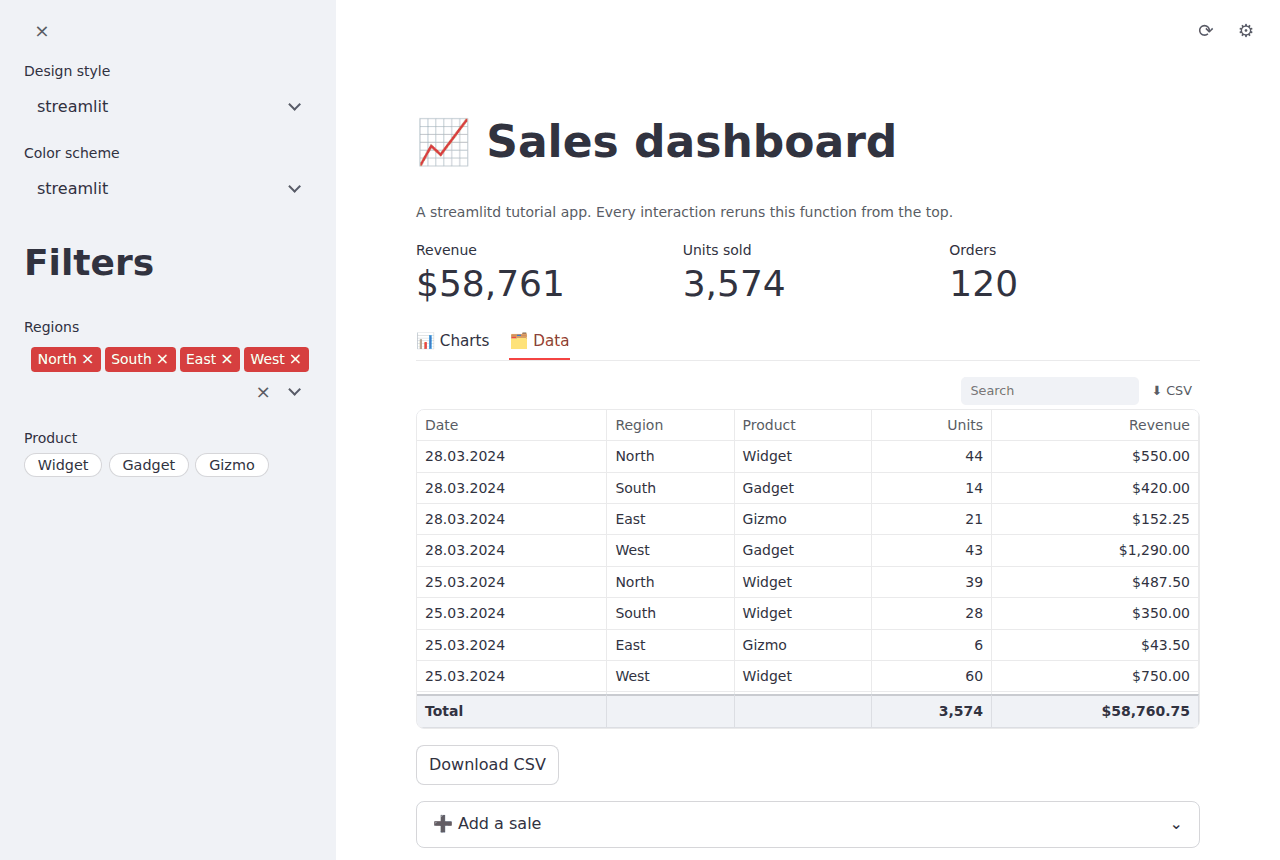 Design style
streamlit
Color scheme
streamlit
Filters
Regions
North × South × East × West ×
Product
Widget Gadget Gizmo
Sales dashboard
A streamlitd tutorial app. Every interaction reruns this function from the top.
Revenue Units sold Orders
$58,761 3,574 120
Charts Data
Search CSV
Date Region Product Units Revenue
28.03.2024 North Widget 44 $550.00
28.03.2024 South Gadget 14 $420.00
28.03.2024 East Gizmo 21 $152.25
28.03.2024 West Gadget 43 $1,290.00
25.03.2024 North Widget 39 $487.50
25.03.2024 South Widget 28 $350.00
25.03.2024 East Gizmo 6 $43.50
25.03.2024 West Widget 60 $750.00
Total 3,574 $58,760.75
Download CSV
Add a sale